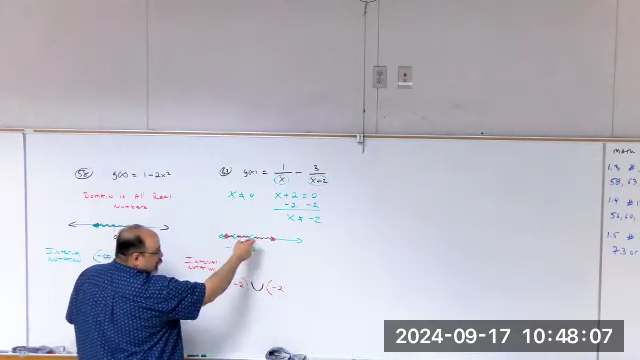 58 g(x) = 1 - 2x²
Domain is All Real
Numbers
Interval
Notation (-∞
g(x) = 1/x - 3/(x+2)
x ≠ 0 x + 2 = 0
-2 -2
x ≠ -2
Interval
Notation
-2) ∪ (-2
MATH
1.3 #
58, 63
1.4 #
56, 60,
1.5 #
73 or
2024-09-17 10:48:07